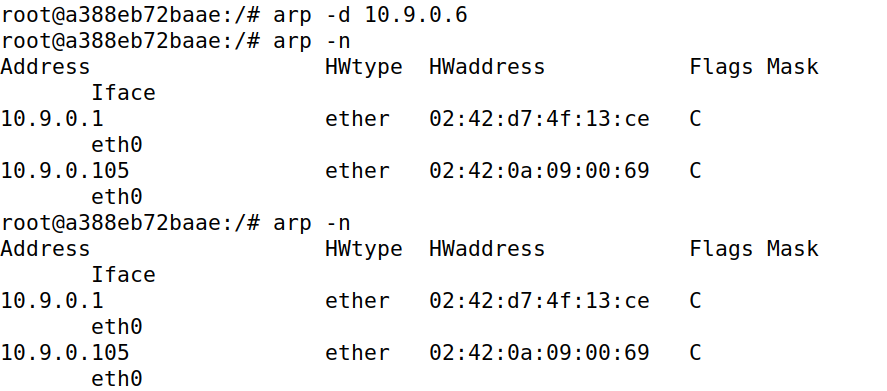 root@a388eb72baae:/# arp -d 10.9.0.6
root@a388eb72baae:/# arp -n
Address                  HWtype  HWaddress           Flags Mask
       Iface
10.9.0.1                 ether   02:42:d7:4f:13:ce   C
       eth0
10.9.0.105               ether   02:42:0a:09:00:69   C
       eth0
root@a388eb72baae:/# arp -n
Address                  HWtype  HWaddress           Flags Mask
       Iface
10.9.0.1                 ether   02:42:d7:4f:13:ce   C
       eth0
10.9.0.105               ether   02:42:0a:09:00:69   C
       eth0